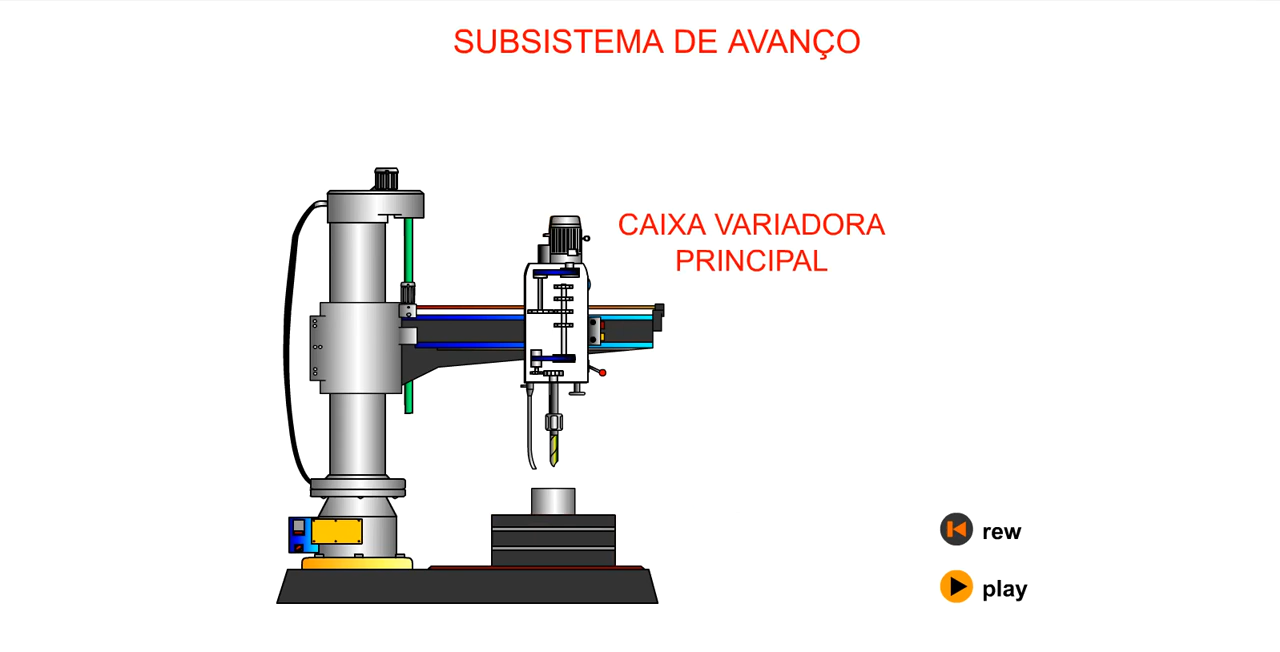 SUBSISTEMA DE AVANÇO
CAIXA VARIADORA
PRINCIPAL
rew
play